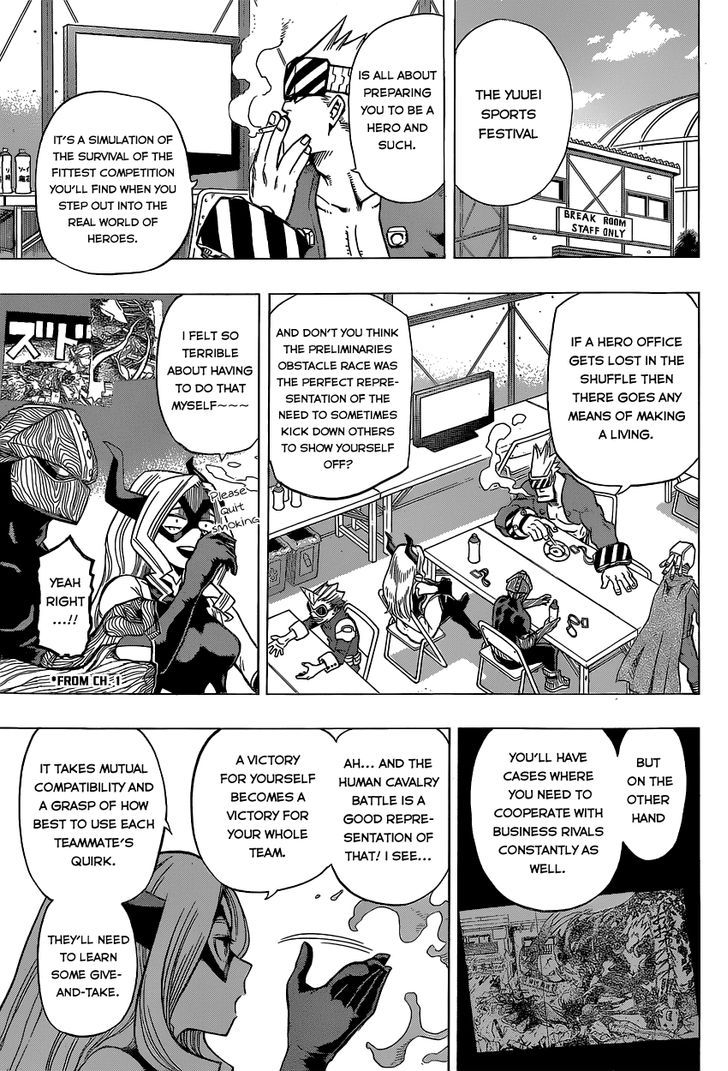 THE YUUEI
SPORTS
FESTIVAL
BREAK ROOM
STAFF ONLY
IS ALL ABOUT
PREPARING
YOU TO BE A
HERO AND
SUCH.
IT'S A SIMULATION OF
THE SURVIVAL OF THE
FITTEST COMPETITION
YOU'LL FIND WHEN YOU
STEP OUT INTO THE
REAL WORLD OF
HEROES.
IF A HERO OFFICE
GETS LOST IN THE
SHUFFLE THEN
THERE GOES ANY
MEANS OF MAKING
A LIVING.
AND DON'T YOU THINK
THE PRELIMINARIES
OBSTACLE RACE WAS
THE PERFECT REPRE-
SENTATION OF THE
NEED TO SOMETIMES
KICK DOWN OTHERS
TO SHOW YOURSELF
OFF?
I FELT SO
TERRIBLE
ABOUT HAVING
TO DO THAT
MYSELF~~~
Please
quit
smoking
ズド
YEAH
RIGHT
...!!
*FROM CH. 1
BUT
ON THE
OTHER
HAND
YOU'LL HAVE
CASES WHERE
YOU NEED TO
COOPERATE WITH
BUSINESS RIVALS
CONSTANTLY AS
WELL.
AH... AND THE
HUMAN CAVALRY
BATTLE IS A
GOOD REPRE-
SENTATION OF
THAT! I SEE...
A VICTORY
FOR YOURSELF
BECOMES A
VICTORY FOR
YOUR WHOLE
TEAM.
IT TAKES MUTUAL
COMPATIBILITY AND
A GRASP OF HOW
BEST TO USE EACH
TEAMMATE'S
QUIRK.
THEY'LL NEED
TO LEARN
SOME GIVE-
AND-TAKE.